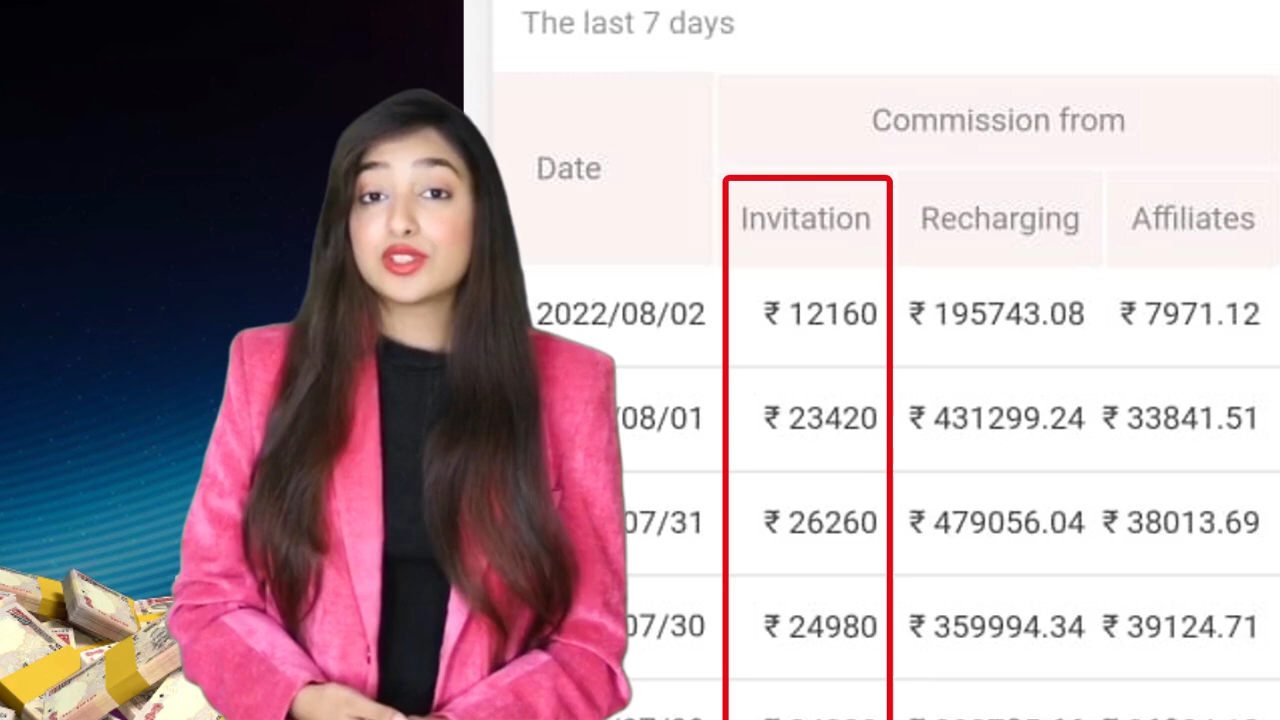 The last 7 days
Commission from
Date
Invitation Recharging Affiliates
2022/08/02 ₹ 12160 ₹ 195743.08 ₹ 7971.12
/08/01 ₹ 23420 ₹ 431299.24 ₹ 33841.51
07/31 ₹ 26260 ₹ 479056.04 ₹ 38013.69
07/30 ₹ 24980 ₹ 359994.34 ₹ 39124.71